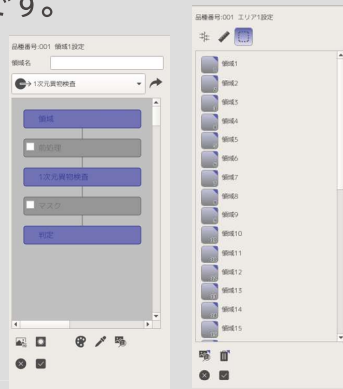 です。
品種番号:001 領域1設定
領域名
1次元異物検査
領域
前処理
1次元異物検査
マスク
判定
品種番号:001 エリア1設定
領域1
領域2
領域3
領域4
領域5
領域6
領域7
領域8
領域9
領域10
領域11
領域12
領域13
領域14
領域15